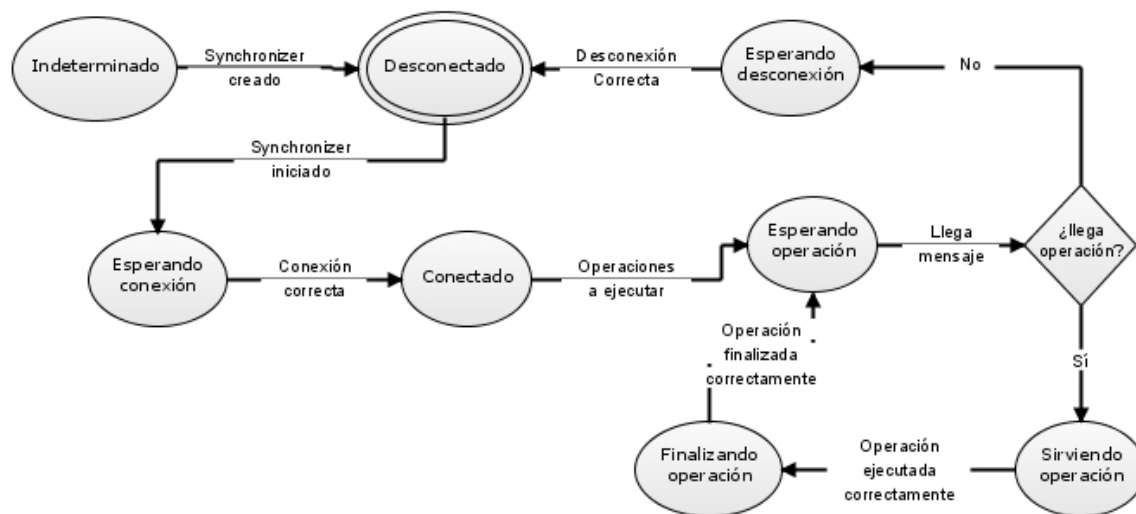 Indeterminado
Synchronizer
creado
Desconectado
Desconexión
Correcta
Esperando
desconexión
No
Synchronizer
iniciado
Esperando
conexión
Conexión
correcta
Conectado
Operaciones
a ejecutar
Esperando
operación
Llega
mensaje
¿llega
operación?
Sí
Operación
finalizada
correctamente
Finalizando
operación
Operación
ejecutada
correctamente
Sirviendo
operación